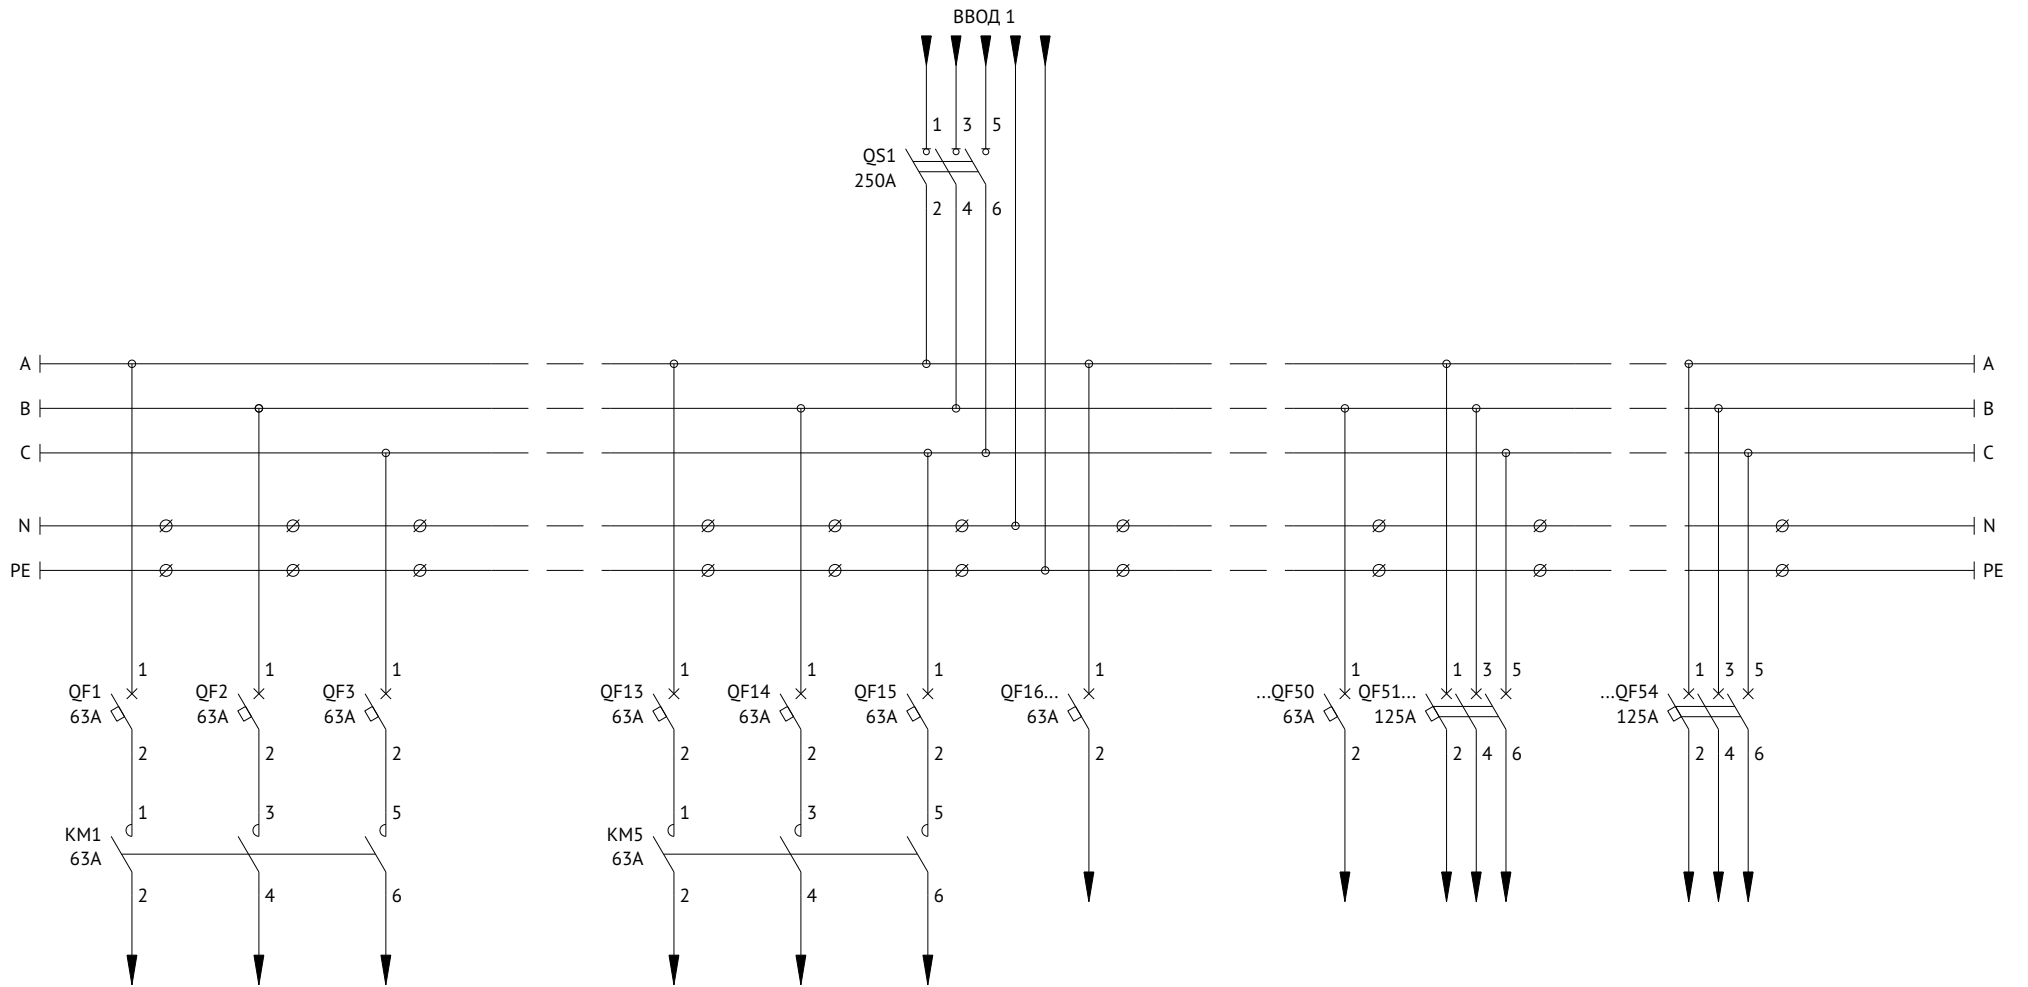 ВВОД 1
1 3 5
QS1
250A
2 4 6
A A
B B
C C
N N
PE PE
1 1 1 1 1 1 1 1 1 3 5 1 3 5
QF1 QF2 QF3 QF13 QF14 QF15 QF16... ...QF50 QF51... ...QF54
63A 63A 63A 63A 63A 63A 63A 63A 125A 125A
2 2 2 2 2 2 2 2 2 4 6 2 4 6
1 3 5 1 3 5
KM1 KM5
63A 63A
2 4 6 2 4 6